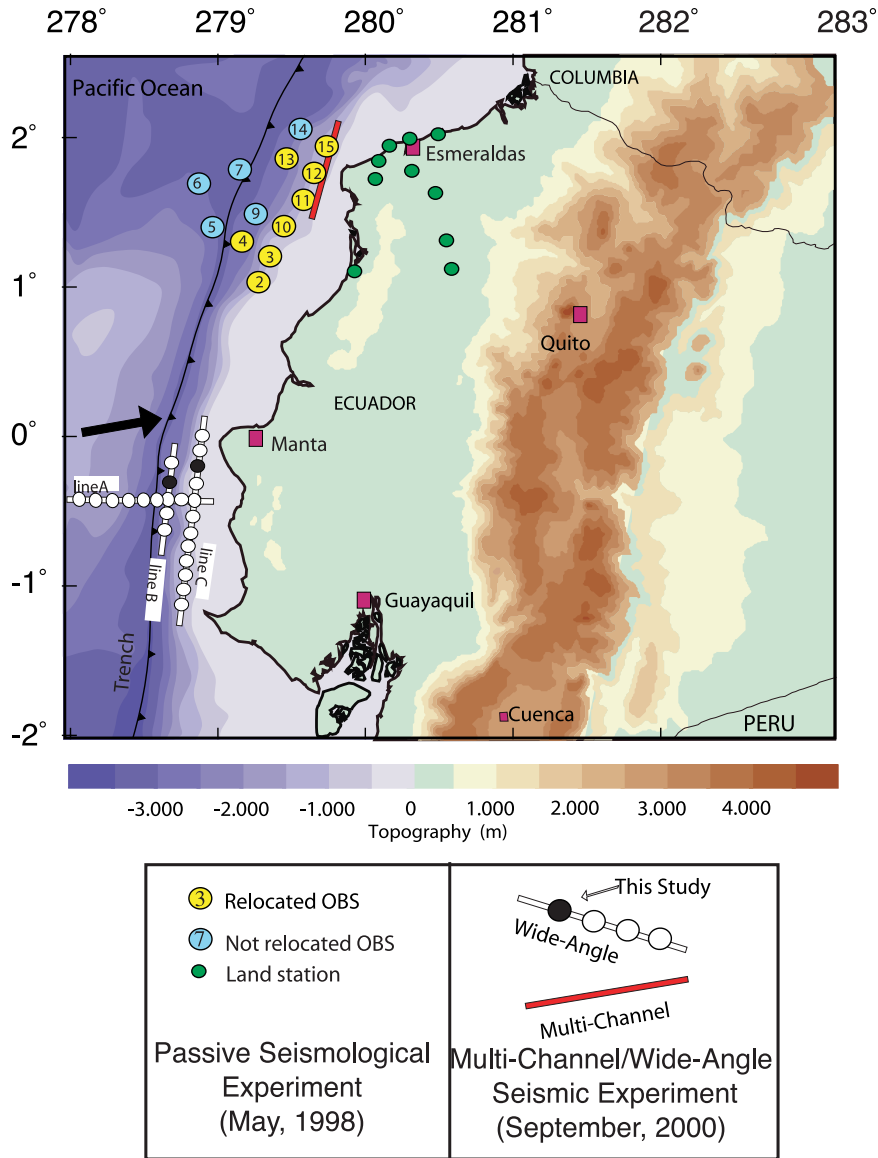 278° 279° 280° 281° 282° 283°
Pacific Ocean
COLUMBIA
2°
14
15
Esmeraldas
13
7
12
6
11
9
5
10
4
3
2
1°
Quito
ECUADOR
0°
Manta
lineA
line B
line C
-1°
Guayaquil
Trench
Cuenca
-2°
PERU
-3.000 -2.000 -1.000 0 1.000 2.000 3.000 4.000
Topography (m)
3 Relocated OBS
7 Not relocated OBS
Land station
Passive Seismological
Experiment
(May, 1998)
This Study
Wide-Angle
Multi-Channel
Multi-Channel/Wide-Angle
Seismic Experiment
(September, 2000)